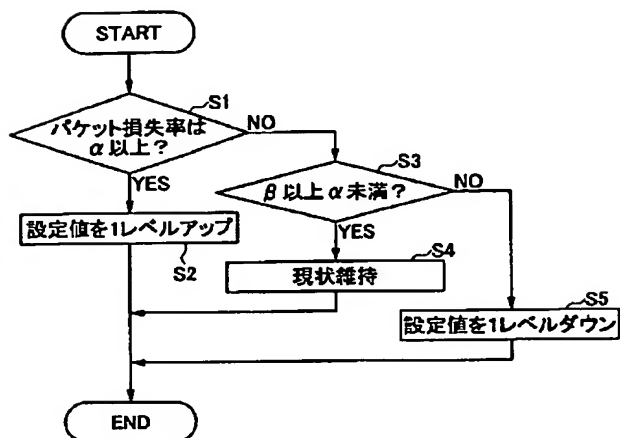 START
S1
パケット損失率は
α以上?
NO
YES
S3
β以上α未満?
NO
YES
設定値を1レベルアップ
S2
S4
現状維持
S5
設定値を1レベルダウン
END